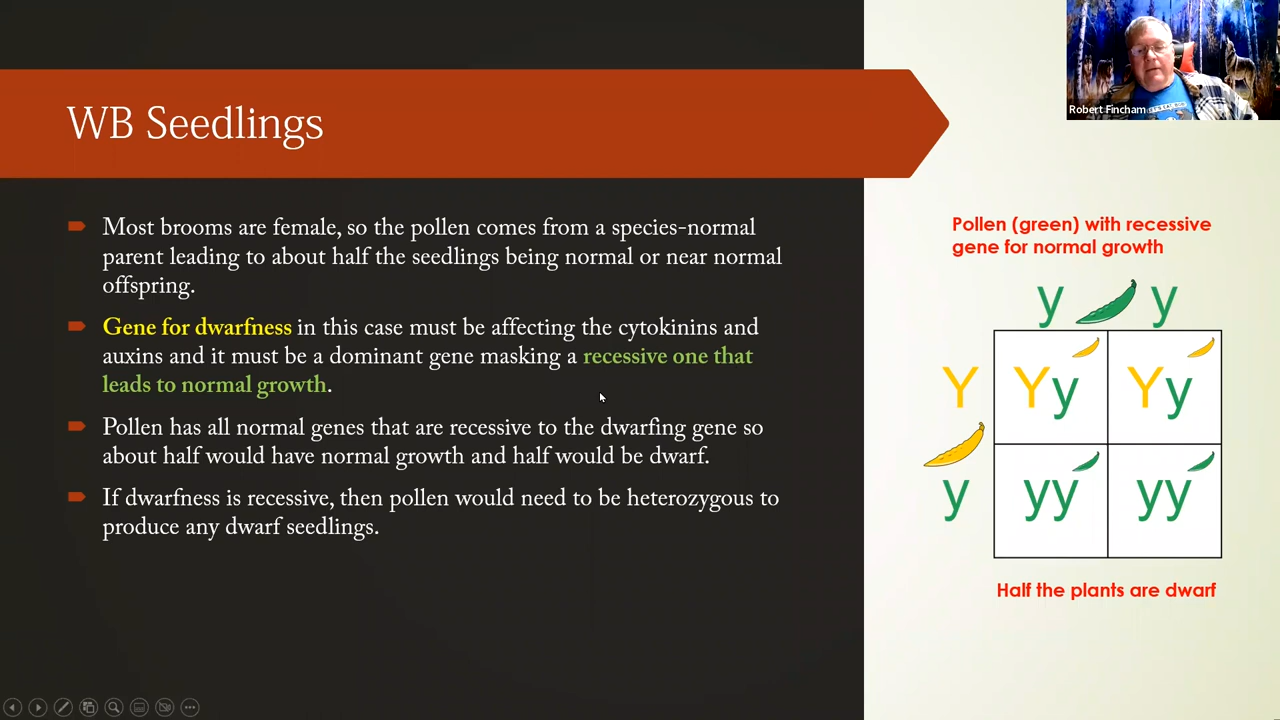 WB Seedlings
Most brooms are female, so the pollen comes from a species-normal
parent leading to about half the seedlings being normal or near normal
offspring.
Gene for dwarfness in this case must be affecting the cytokinins and
auxins and it must be a dominant gene masking a recessive one that
leads to normal growth.
Pollen has all normal genes that are recessive to the dwarfing gene so
about half would have normal growth and half would be dwarf.
If dwarfness is recessive, then pollen would need to be heterozygous to
produce any dwarf seedlings.
Robert Fincham
Pollen (green) with recessive
gene for normal growth
y y
Y Yy Yy
y yy yy
Half the plants are dwarf